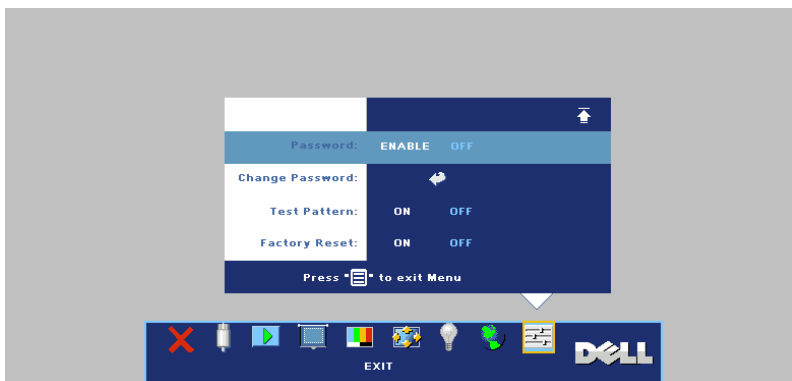 Password: ENABLE OFF
Change Password:
Test Pattern: ON OFF
Factory Reset: ON OFF
Press "" to exit Menu
EXIT
DELL